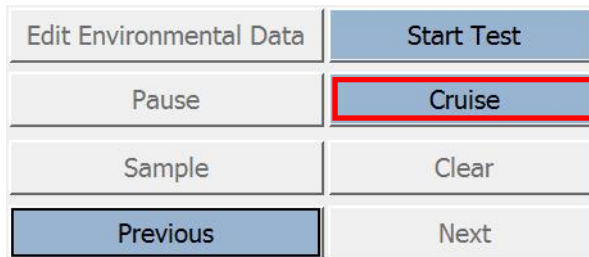 Edit Environmental Data
Start Test
Pause
Cruise
Sample
Clear
Previous
Next